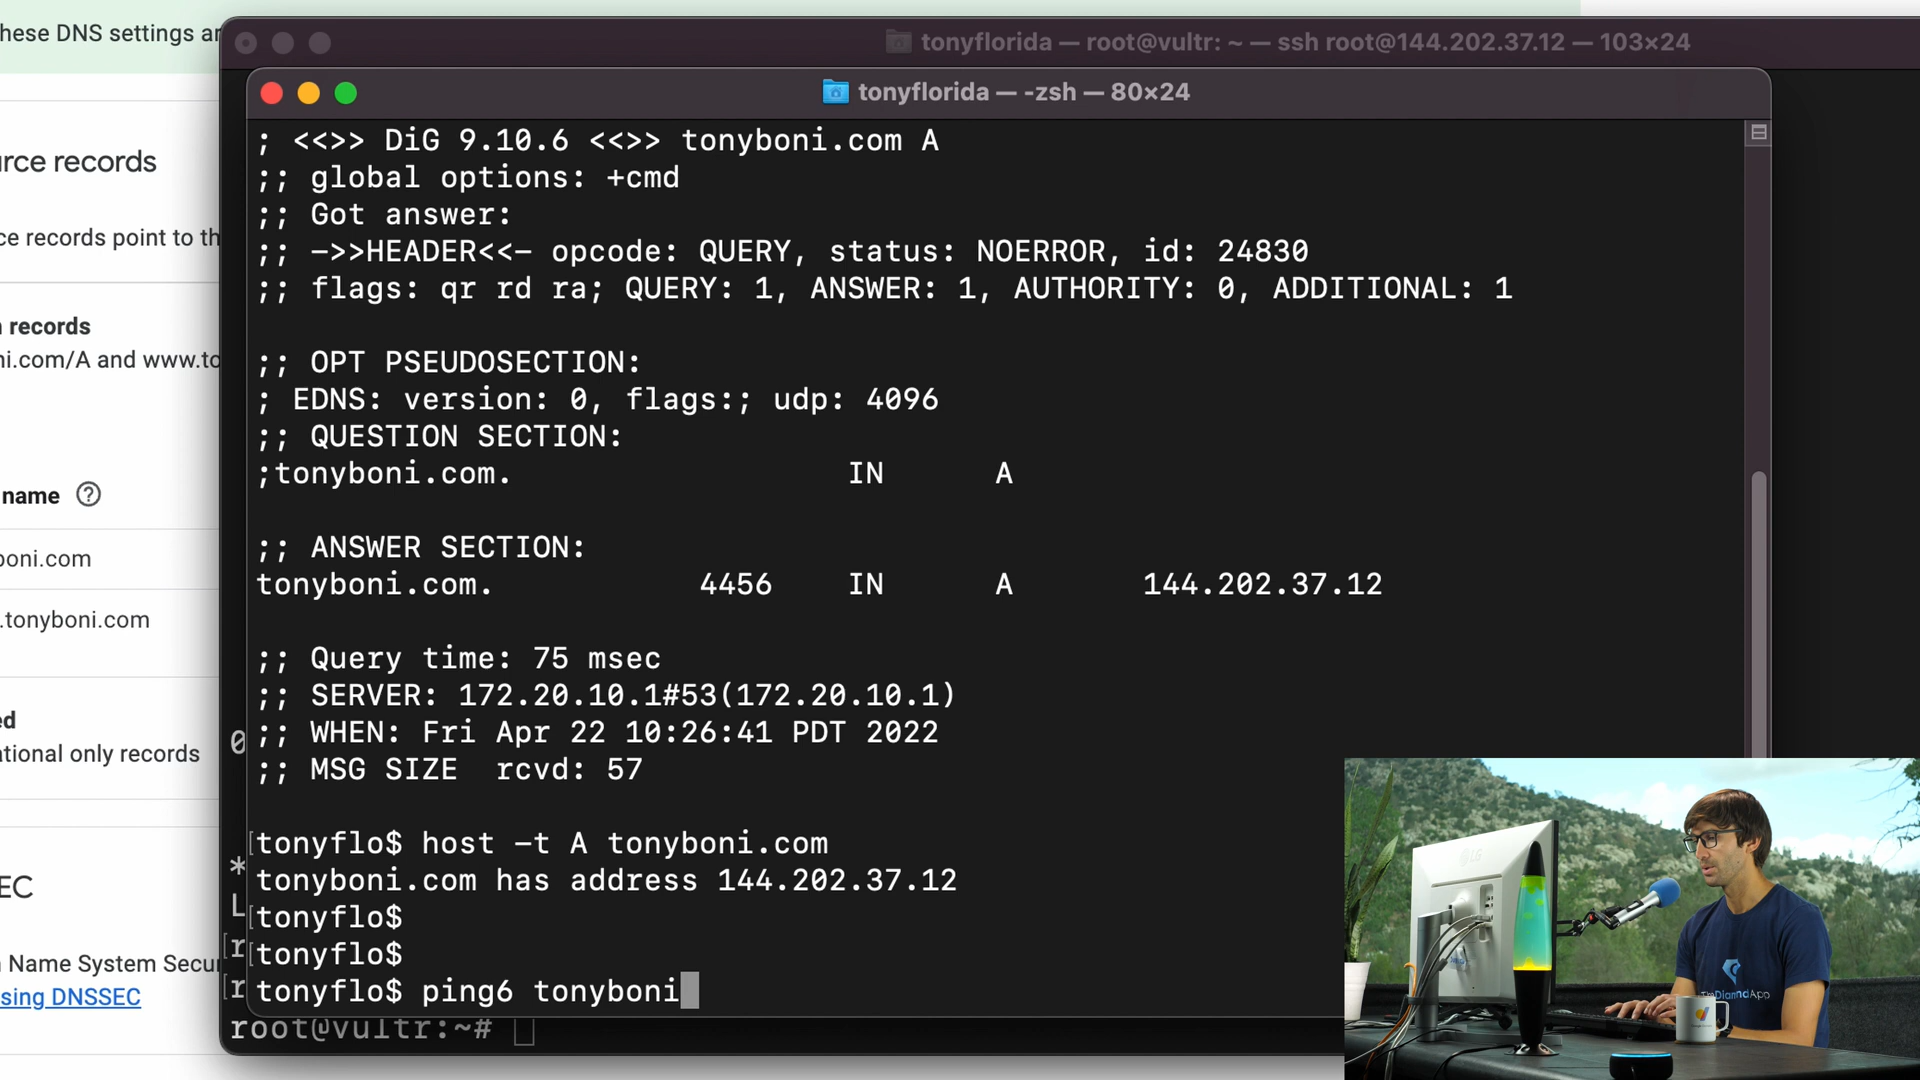 hese DNS settings ar
tonyflorida — root@vultr: ~ — ssh root@144.202.37.12 — 103×24
tonyflorida — -zsh — 80×24
; <<>> DiG 9.10.6 <<>> tonyboni.com A
;; global options: +cmd
;; Got answer:
;; ->>HEADER<<- opcode: QUERY, status: NOERROR, id: 24830
;; flags: qr rd ra; QUERY: 1, ANSWER: 1, AUTHORITY: 0, ADDITIONAL: 1
;; OPT PSEUDOSECTION:
; EDNS: version: 0, flags:; udp: 4096
;; QUESTION SECTION:
;tonyboni.com. IN A
;; ANSWER SECTION:
tonyboni.com. 4456 IN A 144.202.37.12
;; Query time: 75 msec
;; SERVER: 172.20.10.1#53(172.20.10.1)
;; WHEN: Fri Apr 22 10:26:41 PDT 2022
;; MSG SIZE rcvd: 57
[tonyflo$ host -t A tonyboni.com
tonyboni.com has address 144.202.37.12
[tonyflo$
[tonyflo$
tonyflo$ ping6 tonyboni
root@vultr:~#
urce records
ce records point to th
records
ni.com/A and www.to
name
boni.com
.tonyboni.com
ed
ational only records
EC
Name System Secur
sing DNSSEC
0
*
L
[r
[r
LG